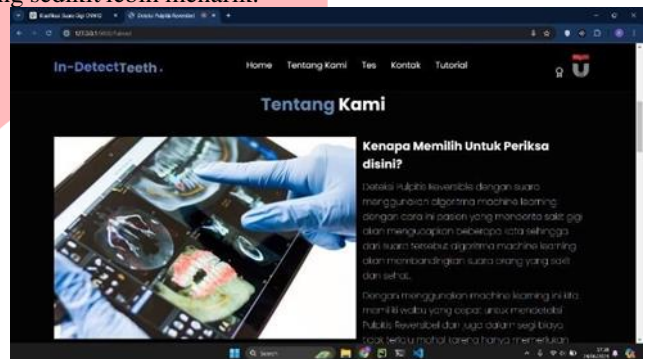 sedikit lebih menarik.
In-DetectTeeth.
Home Tentang Kami Tes Kontak Tutorial
Tentang Kami
Kenapa Memilih Untuk Periksa
disini?
Deteksi Pulpitis Reversible dengan suara
menggunakan algoritma machine learning
dengan cara ini pasien yang menderita sakit gigi
akan mengucapkan beberapa kata sehingga
dari suara tersebut algoritma machine learning
akan membandingkan suara orang yang sakit
dan sehat.
Dengan menggunakan machine learning ini kita
memiliki waktu yang cepat untuk mendeteksi
Pulpitis Reversibel dan juga dalam segi biaya
tidak terlalu mahal karena hanya memerlukan
Search